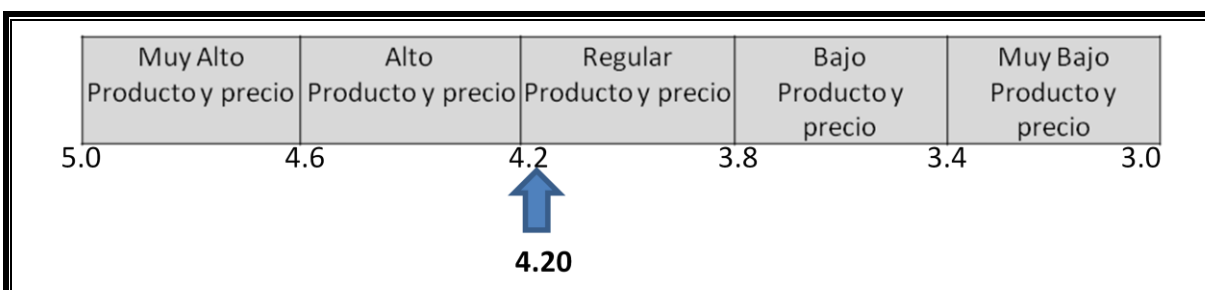 Muy Alto
Producto y precio
Alto
Producto y precio
Regular
Producto y precio
Bajo
Producto y
precio
Muy Bajo
Producto y
precio
5.0 4.6 4.2 3.8 3.4 3.0
4.20